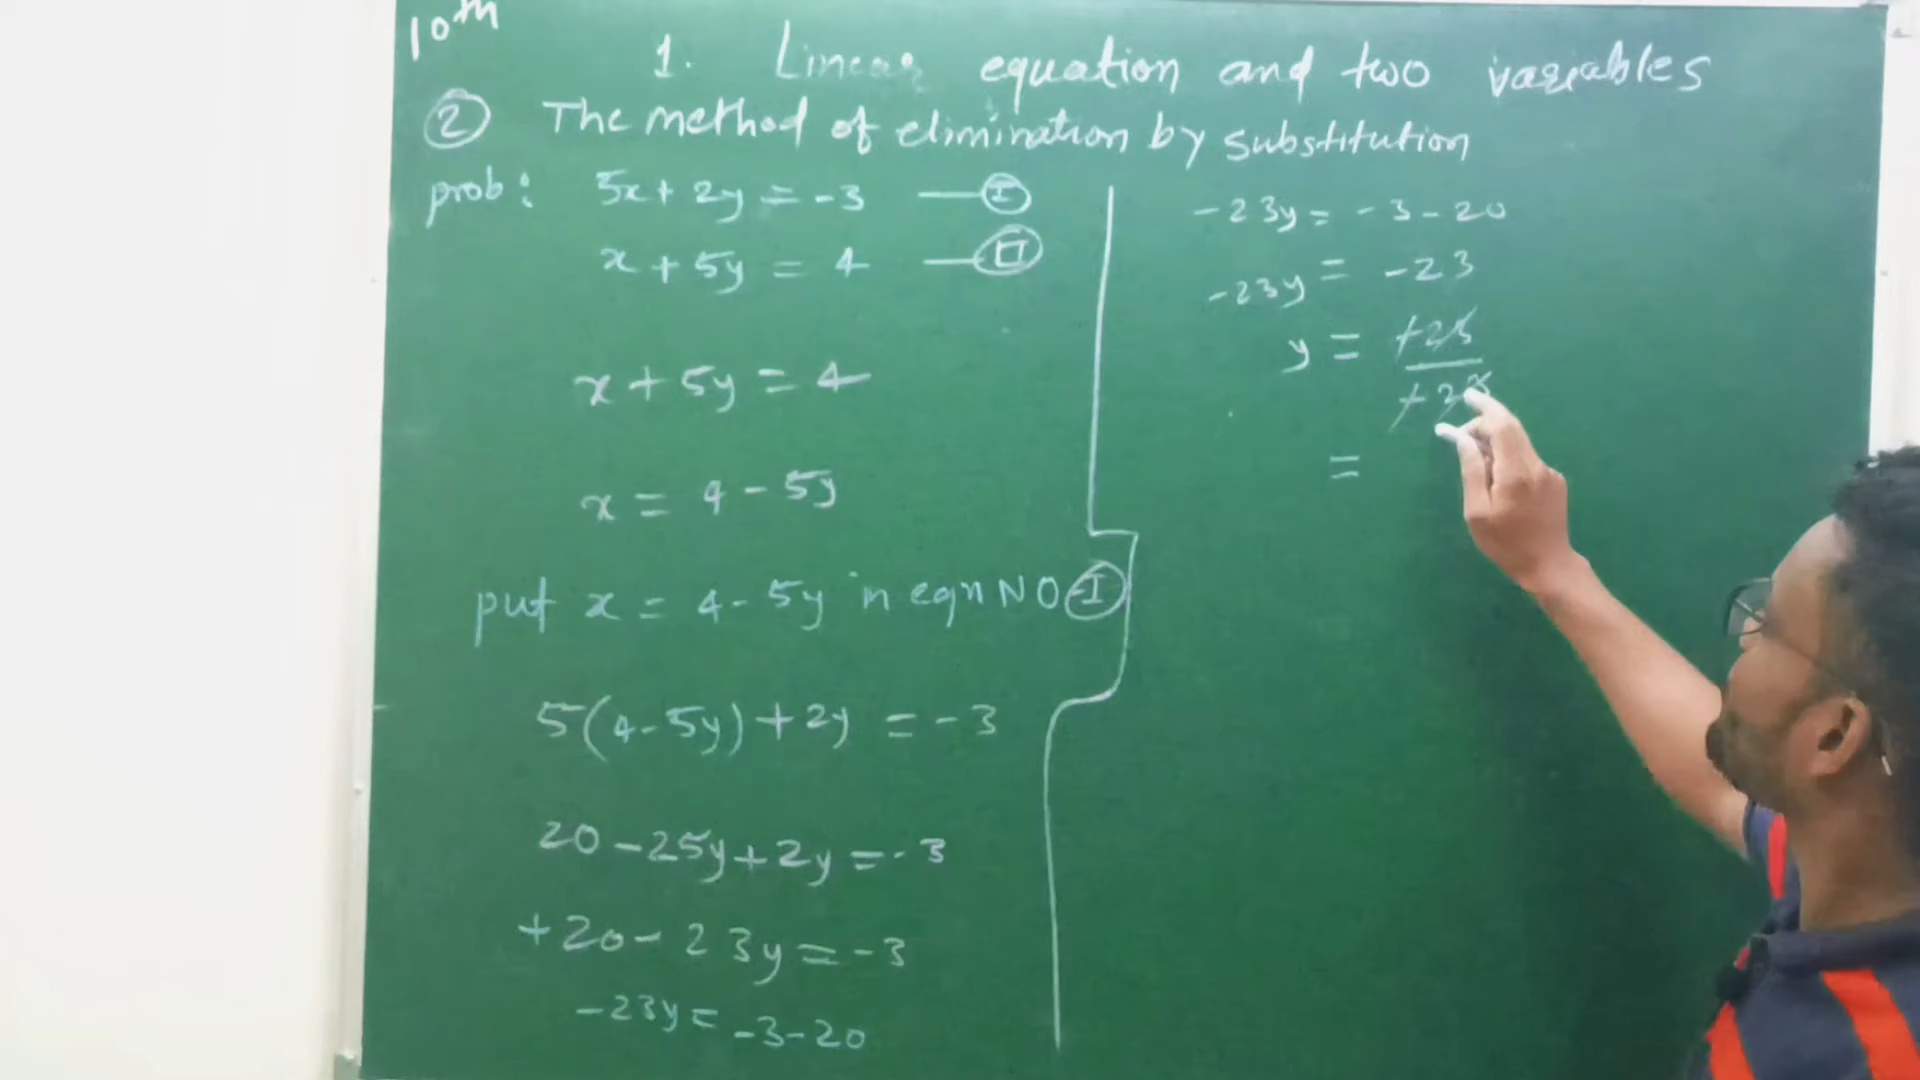 10th
1. Linear equation and two variables
② The method of elimination by substitution
prob: 5x + 2y = -3 — Ⓘ
x + 5y = 4 — Ⅱ
x + 5y = 4
x = 4 - 5y
put x = 4 - 5y in eqn NO Ⓘ
5(4-5y) + 2y = -3
20 - 25y + 2y = -3
+20 - 23y = -3
-23y = -3-20
-23y = -3-20
-23y = -23
y = -23/-23
=